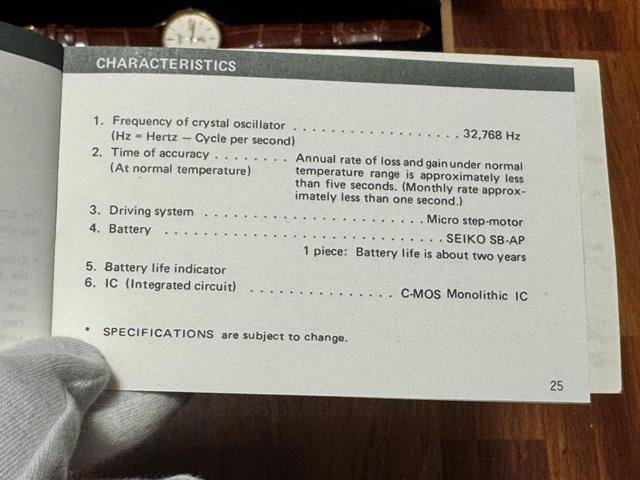 CHARACTERISTICS
1. Frequency of crystal oscillator . . . . . . . . . . . . . . . . . . 32,768 Hz
(Hz = Hertz — Cycle per second)
2. Time of accuracy . . . . . . . . Annual rate of loss and gain under normal
(At normal temperature) temperature range is approximately less
than five seconds. (Monthly rate approx-
imately less than one second.)
3. Driving system . . . . . . . . . . . . . . . . . . . . . . . . Micro step-motor
4. Battery . . . . . . . . . . . . . . . . . . . . . . . . . . . . . . SEIKO SB-AP
1 piece: Battery life is about two years
5. Battery life indicator
6. IC (Integrated circuit) . . . . . . . . . . . . . . . C-MOS Monolithic IC
* SPECIFICATIONS are subject to change.
25